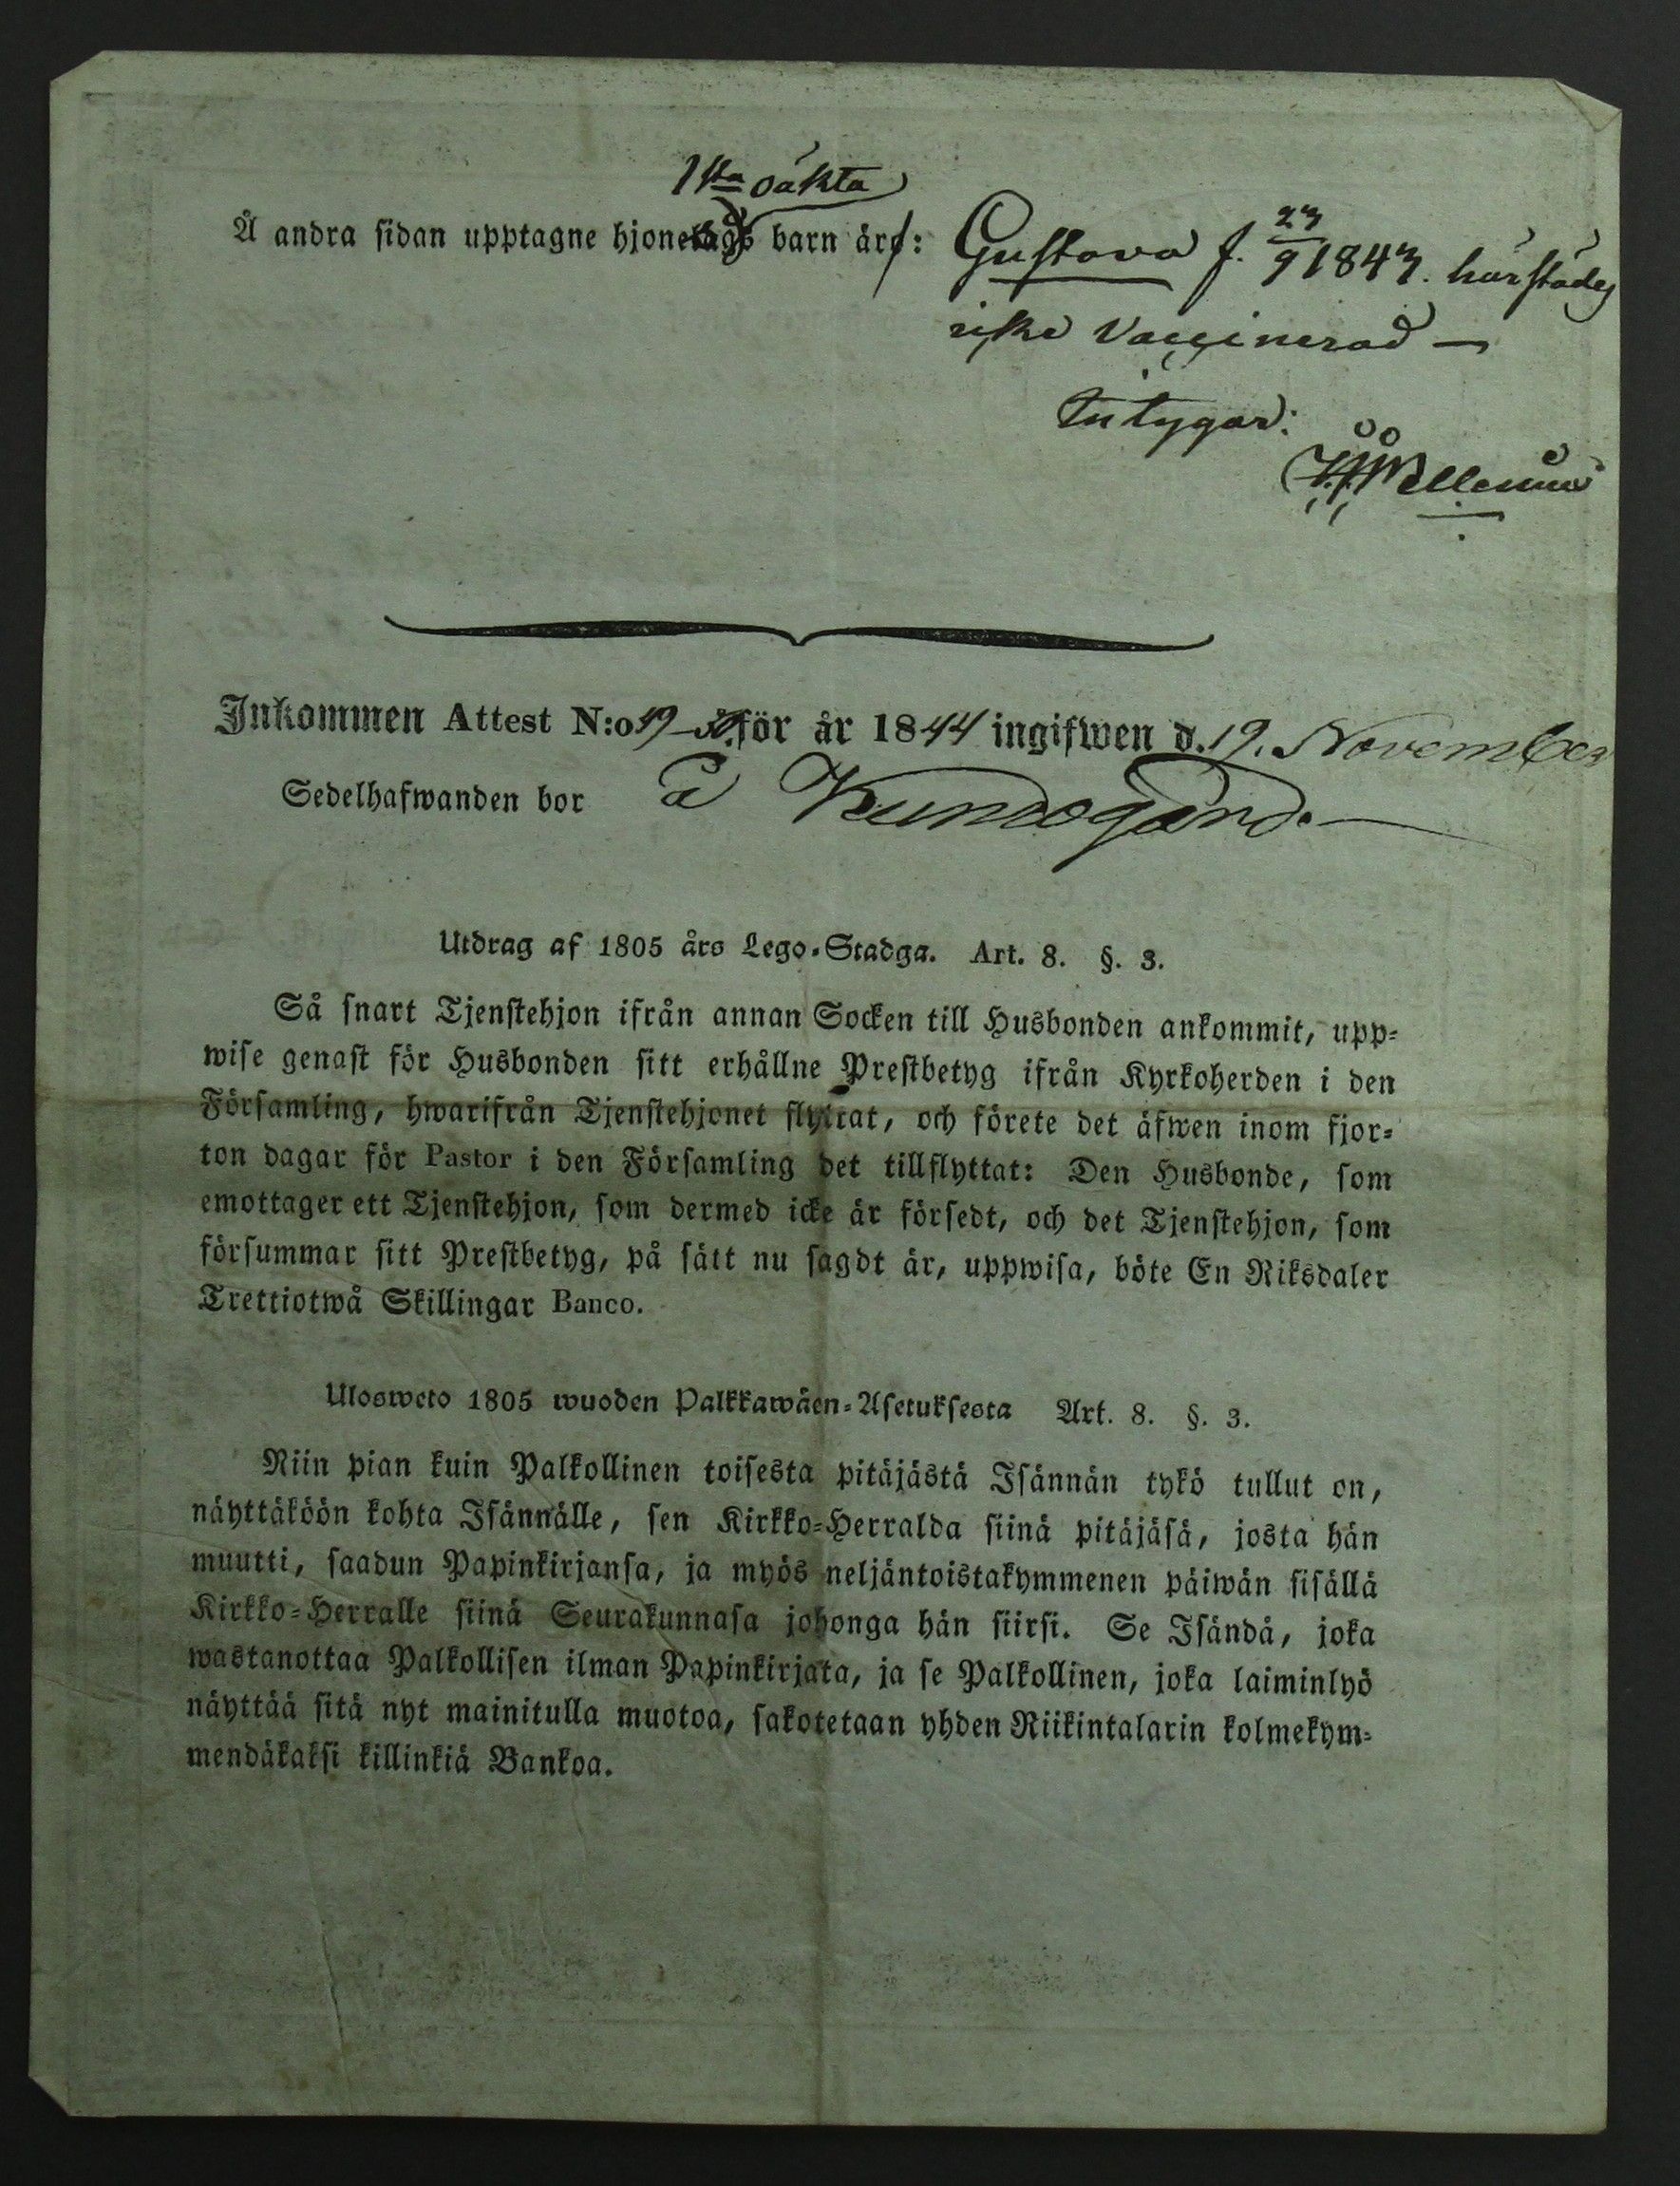 1sta oäkta
Å andra sidan upptagne hjonelags barn äro: Gustava f. 23/9 1843. härstädes
icke Vaccinerad —
Intygar:
Inkommen Attest N:o 49-50. för år 1844 ingifwen d. 19. November
Sedelhafwanden bor å
Utdrag af 1805 års Lego-Stadga. Art. 8. §. 3.
Så snart Tjenstehjon ifrån annan Socken till Husbonden ankommit, upp-
wise genast för Husbonden sitt erhållne Prestbetyg ifrån Kyrkoherden i den
Församling, hwarifrån Tjenstehjonet flyttat, och förete det äfwen inom fjor-
ton dagar för Pastor i den Församling det tillflyttat: Den Husbonde, som
emottager ett Tjenstehjon, som dermed icke är försedt, och det Tjenstehjon, som
försummar sitt Prestbetyg, på sätt nu sagdt är, uppwisa, böte En Riksdaler
Trettiotwå Skillingar Banco.
Ulosweto 1805 wuoden Palkkawäen-Asetuksesta Art. 8. §. 3.
Niin pian kuin Palkollinen toisesta pitäjästä Isännän tykö tullut on,
näyttäköön kohta Isännälle, sen Kirkko-Herralda siinä pitäjäsä, josta hän
muutti, saadun Papinkirjansa, ja myös neljäntoistakymmenen päiwän sisällä
Kirkko-Herralle siinä Seurakunnasa johonga hän siirsi. Se Isändä, joka
wastanottaa Palkollisen ilman Papinkirjata, ja se Palkollinen, joka laiminlyö
näyttää sitä nyt mainitulla muotoa, sakotetaan yhden Riikintalarin kolmekym-
mendäkaksi killinkiä Bankoa.